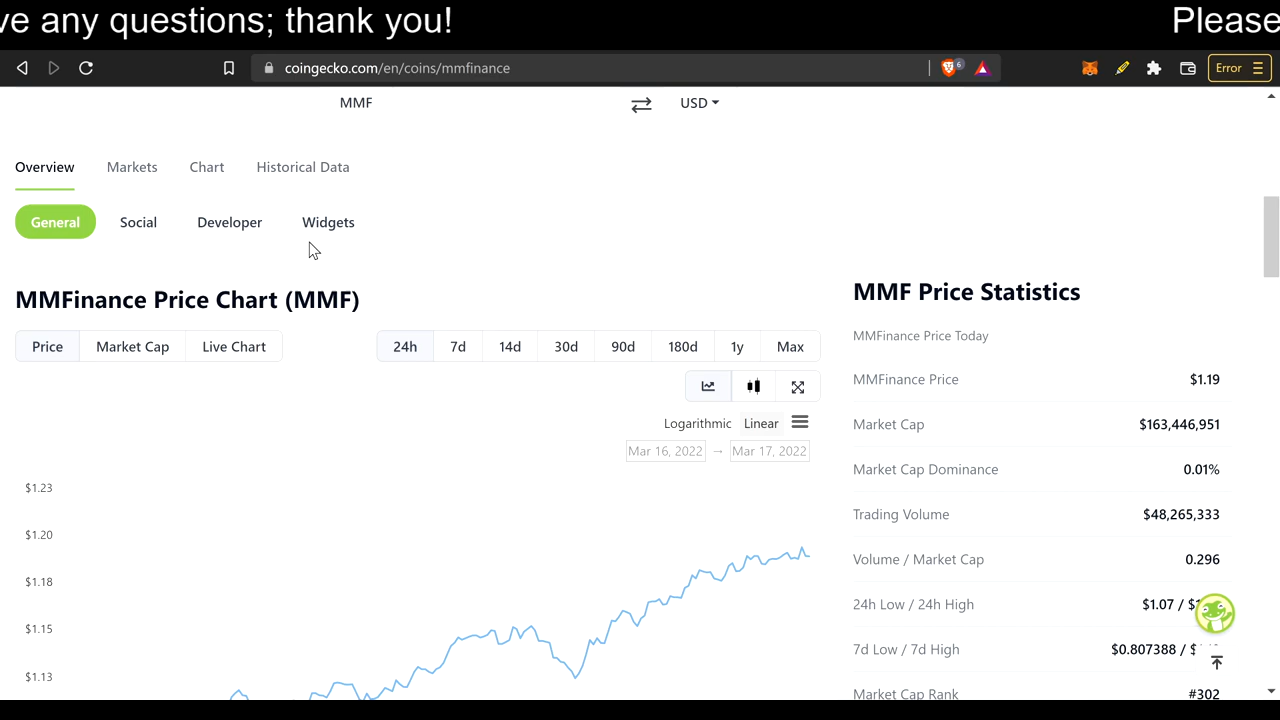 ve any questions; thank you!
Please
coingecko.com/en/coins/mmfinance
6
Error
MMF
USD
Overview
Markets
Chart
Historical Data
General
Social
Developer
Widgets
MMFinance Price Chart (MMF)
Price
Market Cap
Live Chart
24h
7d
14d
30d
90d
180d
1y
Max
Logarithmic
Linear
Mar 16, 2022 → Mar 17, 2022
$1.23
$1.20
$1.18
$1.15
$1.13
MMF Price Statistics
MMFinance Price Today
MMFinance Price $1.19
Market Cap $163,446,951
Market Cap Dominance 0.01%
Trading Volume $48,265,333
Volume / Market Cap 0.296
24h Low / 24h High $1.07 / $
7d Low / 7d High $0.807388 / $
Market Cap Rank #302